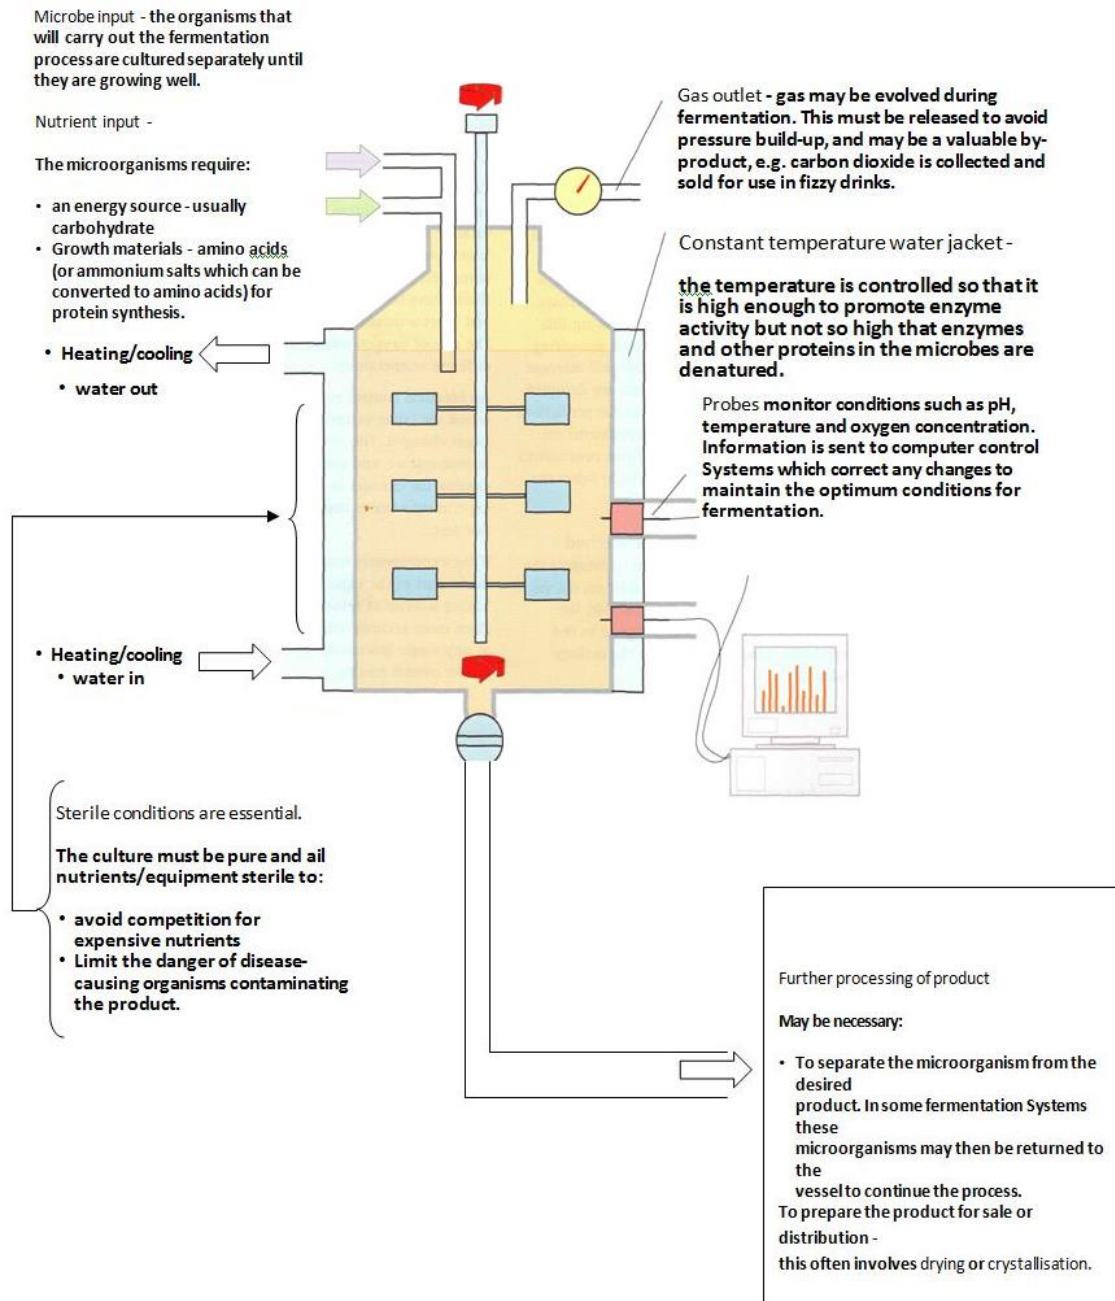 Microbe input - the organisms that
will carry out the fermentation
process are cultured separately until
they are growing well.
Nutrient input -
The microorganisms require:
• an energy source - usually
carbohydrate
• Growth materials - amino acids
(or ammonium salts which can be
converted to amino acids) for
protein synthesis.
• Heating/cooling
• water out
• Heating/cooling
• water in
Gas outlet - gas may be evolved during
fermentation. This must be released to avoid
pressure build-up, and may be a valuable by-
product, e.g. carbon dioxide is collected and
sold for use in fizzy drinks.
Constant temperature water jacket -
the temperature is controlled so that it
is high enough to promote enzyme
activity but not so high that enzymes
and other proteins in the microbes are
denatured.
Probes monitor conditions such as pH,
temperature and oxygen concentration.
Information is sent to computer control
Systems which correct any changes to
maintain the optimum conditions for
fermentation.
Sterile conditions are essential.
The culture must be pure and ail
nutrients/equipment sterile to:
• avoid competition for
expensive nutrients
• Limit the danger of disease-
causing organisms contaminating
the product.
Further processing of product
May be necessary:
• To separate the microorganism from the
desired
product. In some fermentation Systems
these
microorganisms may then be returned to
the
vessel to continue the process.
To prepare the product for sale or
distribution -
this often involves drying or crystallisation.